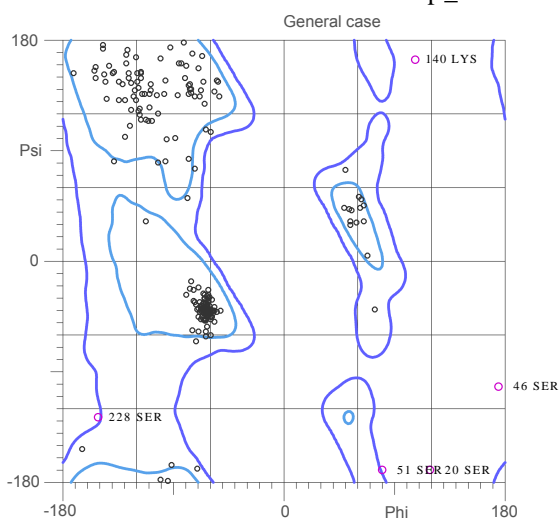 General case
180
140 LYS
Psi
0
46 SER
228 SER
51 SER 20 SER
-180
-180
0
Phi
180